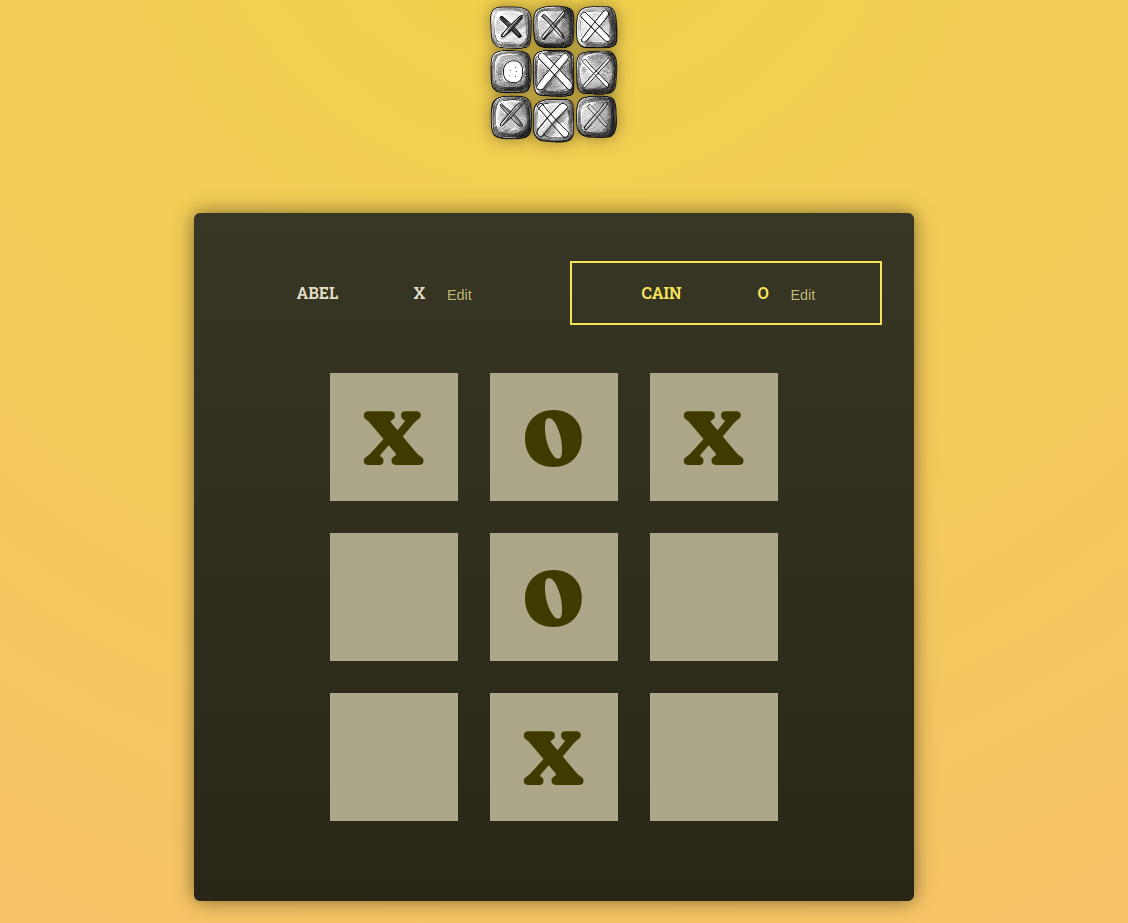 ABEL X Edit
CAIN O Edit
X O X
O
X